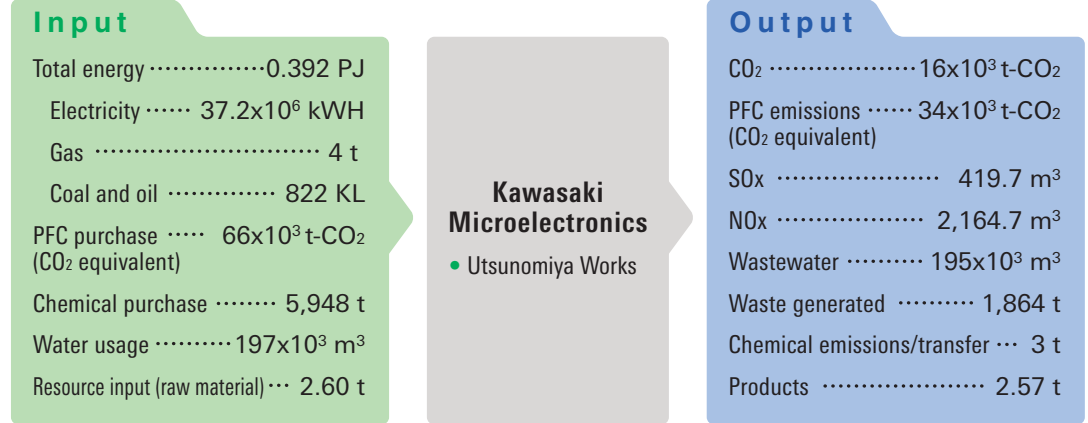 Input
Total energy ···············0.392 PJ
Electricity ······ 37.2x10⁶ kWH
Gas ···························· 4 t
Coal and oil ·············· 822 KL
PFC purchase ····· 66x10³ t-CO₂
(CO₂ equivalent)
Chemical purchase ········ 5,948 t
Water usage ··········197x10³ m³
Resource input (raw material) ··· 2.60 t
Kawasaki
Microelectronics
• Utsunomiya Works
Output
CO₂ ···················16x10³ t-CO₂
PFC emissions ······ 34x10³ t-CO₂
(CO₂ equivalent)
SOx ····················· 419.7 m³
NOx ··················· 2,164.7 m³
Wastewater ·········· 195x10³ m³
Waste generated ·········· 1,864 t
Chemical emissions/transfer ··· 3 t
Products ····················· 2.57 t